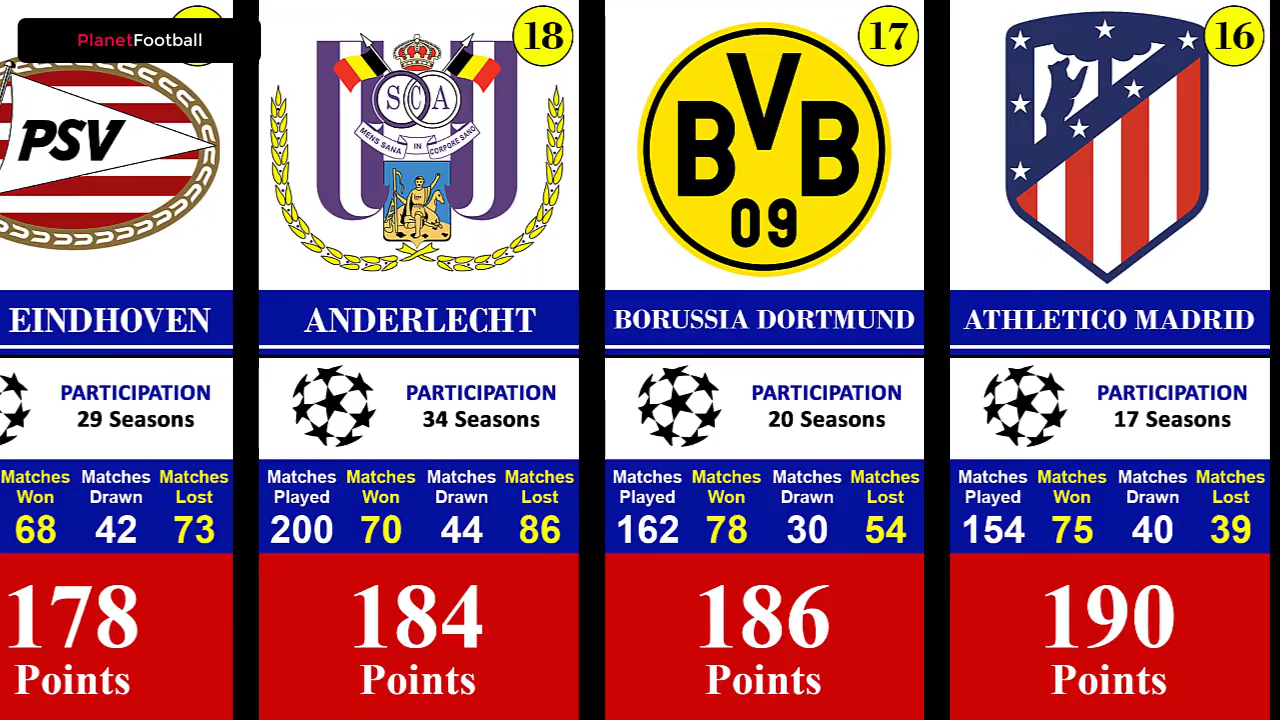 PlanetFootball
PSV
EINDHOVEN
PARTICIPATION
29 Seasons
Matches Won
Matches Drawn
Matches Lost
68
42
73
178
Points
18
SCA
MENS SANA IN CORPORE SANO
ANDERLECHT
PARTICIPATION
34 Seasons
Matches Played
Matches Won
Matches Drawn
Matches Lost
200
70
44
86
184
Points
17
BVB
09
BORUSSIA DORTMUND
PARTICIPATION
20 Seasons
Matches Played
Matches Won
Matches Drawn
Matches Lost
162
78
30
54
186
Points
16
ATHLETICO MADRID
PARTICIPATION
17 Seasons
Matches Played
Matches Won
Matches Drawn
Matches Lost
154
75
40
39
190
Points